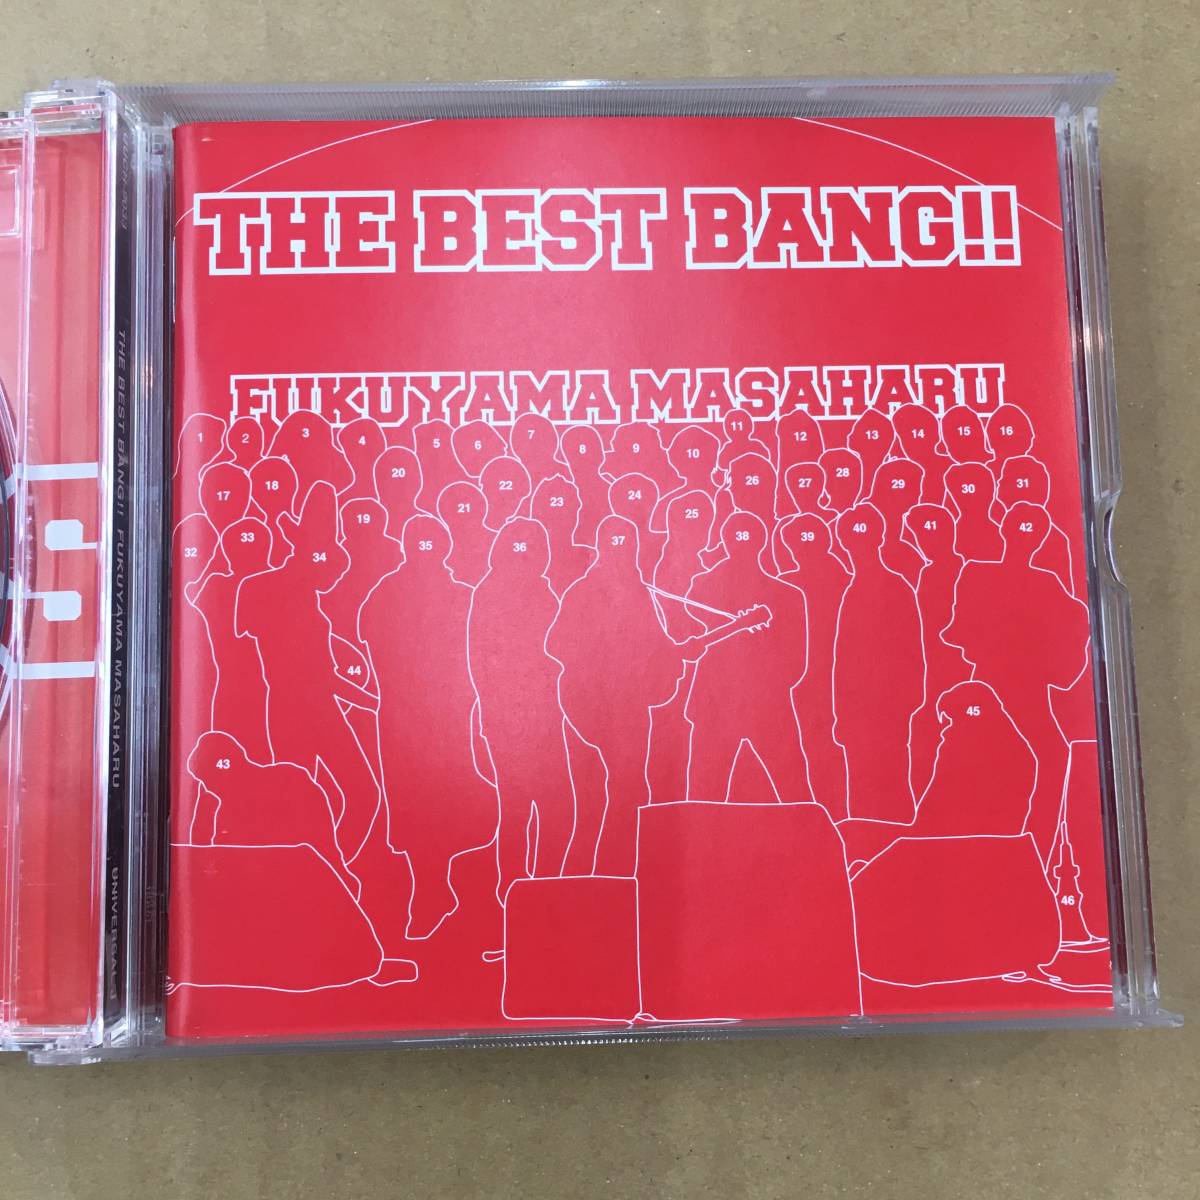 THE BEST BANG!!
FUKUYAMA MASAHARU
1 2 3 4 5 6 7 8 9 10 11 12 13 14 15 16
17 18 20 21 22 23 24 25 26 27 28 29 30 31
19 32 33 34 35 36 37 38 39 40 41 42
44
45
43
46
THE BEST BANG!! FUKUYAMA MASAHARU
UNIVERSAL J